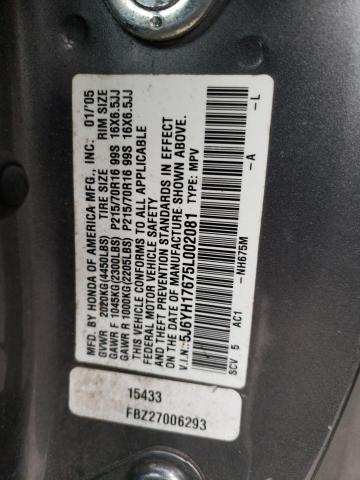 MFD. BY HONDA OF AMERICA MFG., INC. 01/'05
GVWR 2020KG(4450LBS) TIRE SIZE RIM SIZE
GAWR F 1045KG(2300LBS) P215/70R16 99S 16X6.5JJ
GAWR R 1000KG(2205LBS) P215/70R16 99S 16X6.5JJ
THIS VEHICLE CONFORMS TO ALL APPLICABLE
FEDERAL MOTOR VEHICLE SAFETY
AND THEFT PREVENTION STANDARDS IN EFFECT
ON THE DATE OF MANUFACTURE SHOWN ABOVE.
V.I.N:5J6YH17675L002081 TYPE: MPV
NH675M -A -L
SCV 5 AC1
15433
FBZ27006293